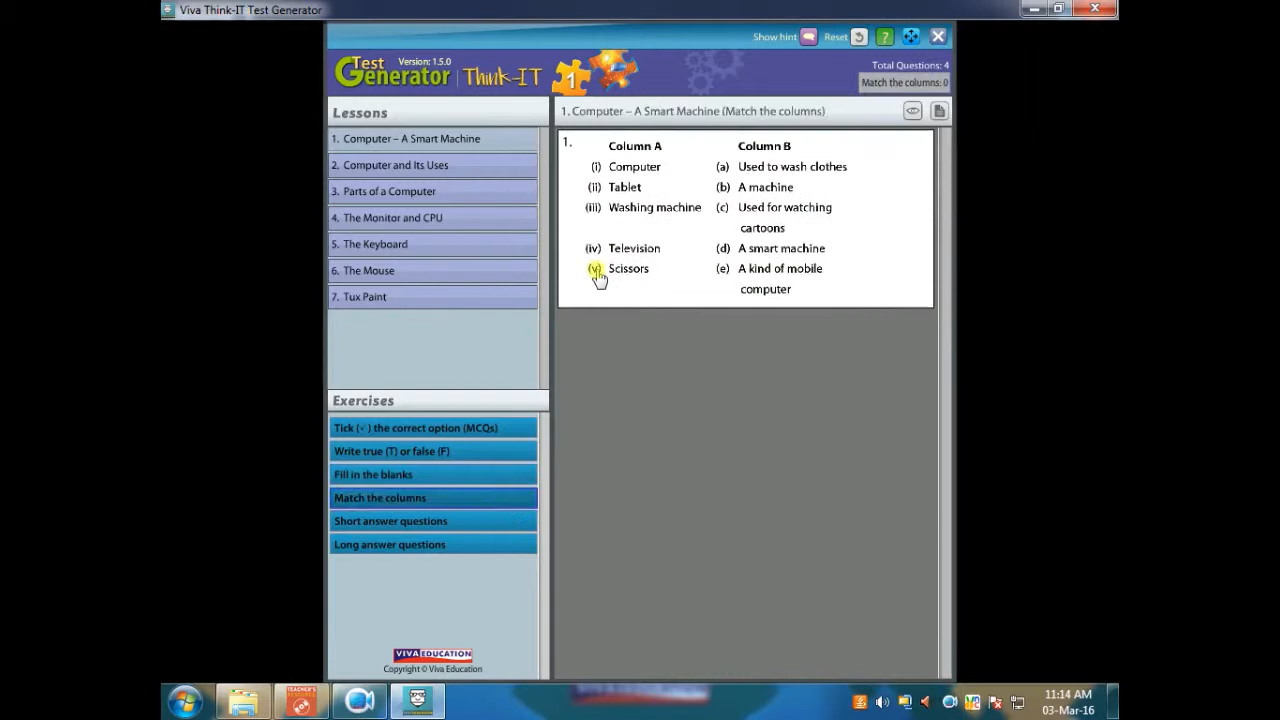 Viva Think-IT Test Generator
Show hint
Reset
?
Test Generator
Version: 1.5.0
Think-IT
1
Total Questions: 4
Match the columns: 0
Lessons
1. Computer – A Smart Machine
2. Computer and Its Uses
3. Parts of a Computer
4. The Monitor and CPU
5. The Keyboard
6. The Mouse
7. Tux Paint
Exercises
Tick (✓) the correct option (MCQs)
Write true (T) or false (F)
Fill in the blanks
Match the columns
Short answer questions
Long answer questions
VIVA EDUCATION
Copyright © Viva Education
1. Computer – A Smart Machine (Match the columns)
1.
Column A Column B
(i) Computer (a) Used to wash clothes
(ii) Tablet (b) A machine
(iii) Washing machine (c) Used for watching
cartoons
(iv) Television (d) A smart machine
(v) Scissors (e) A kind of mobile
computer
TEACHER'S
11:14 AM
03-Mar-16